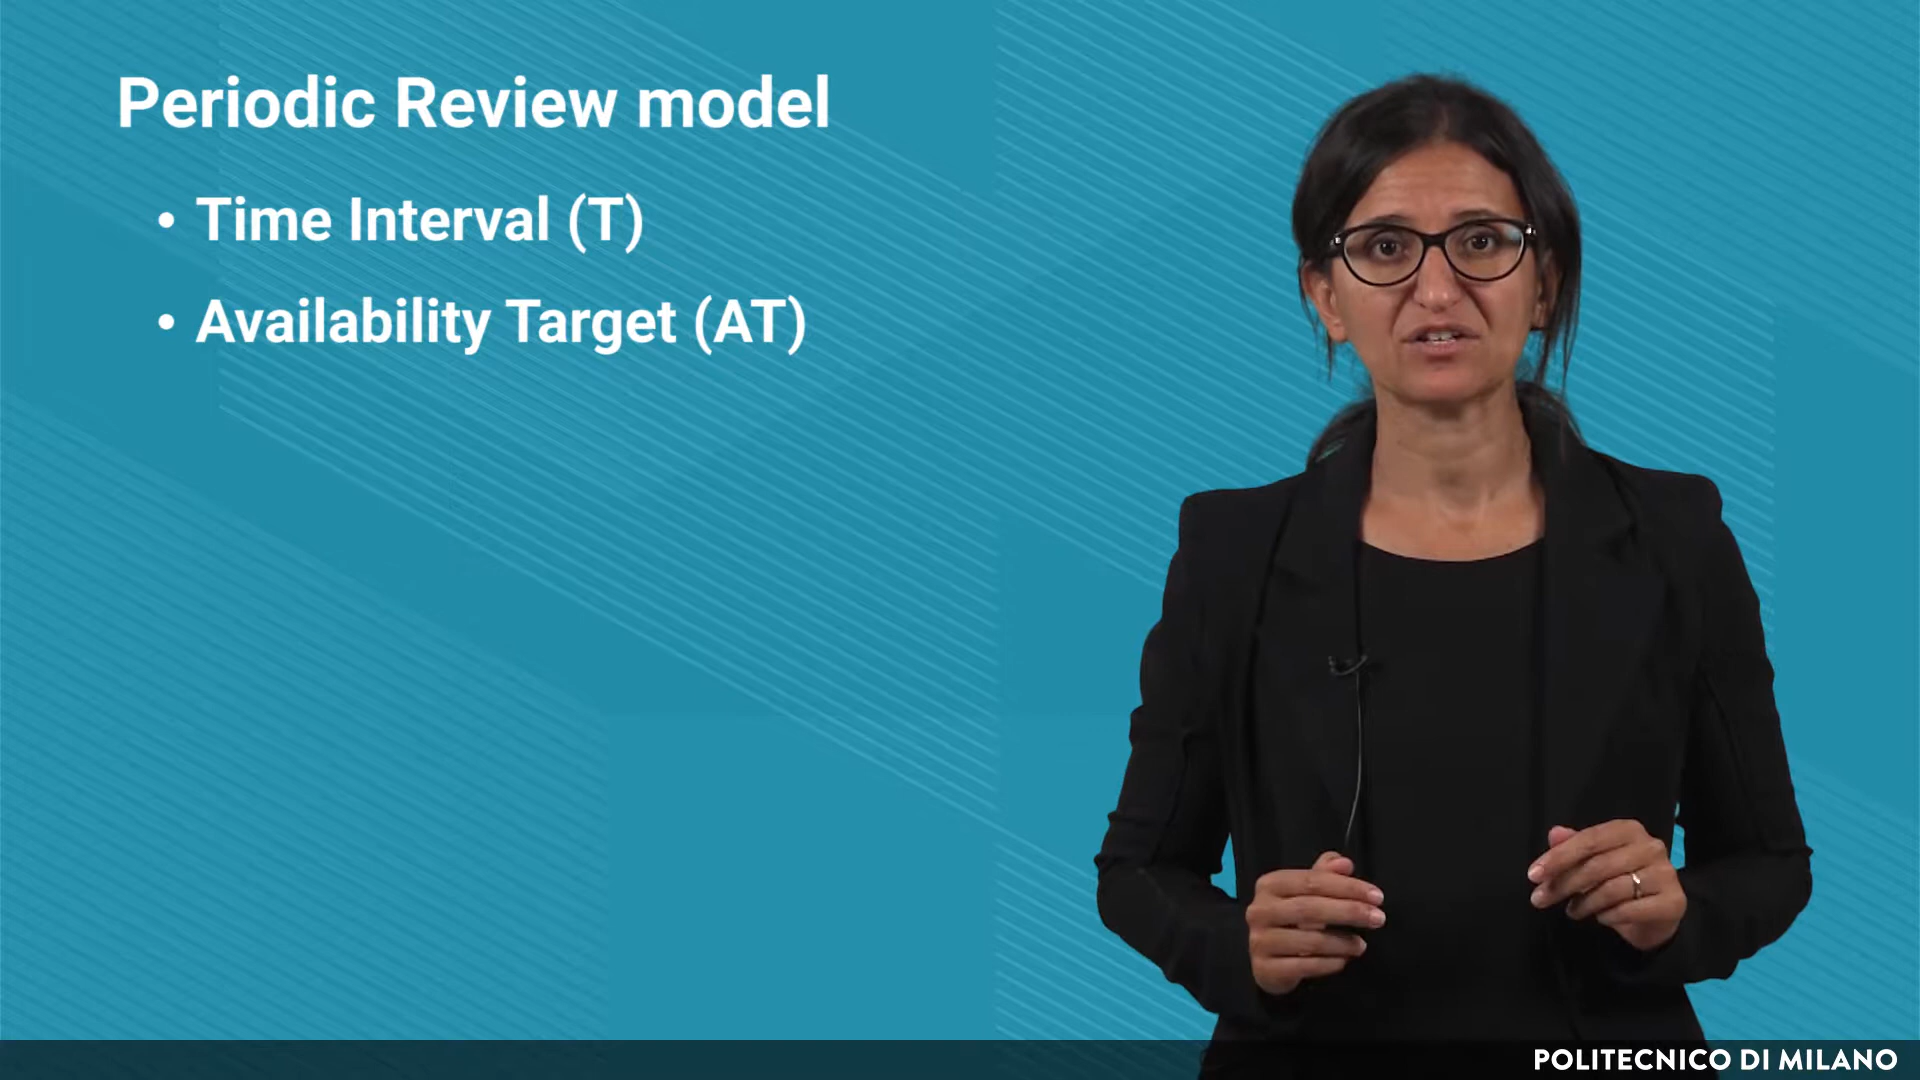 Periodic Review model
• Time Interval (T)
• Availability Target (AT)
POLITECNICO DI MILANO